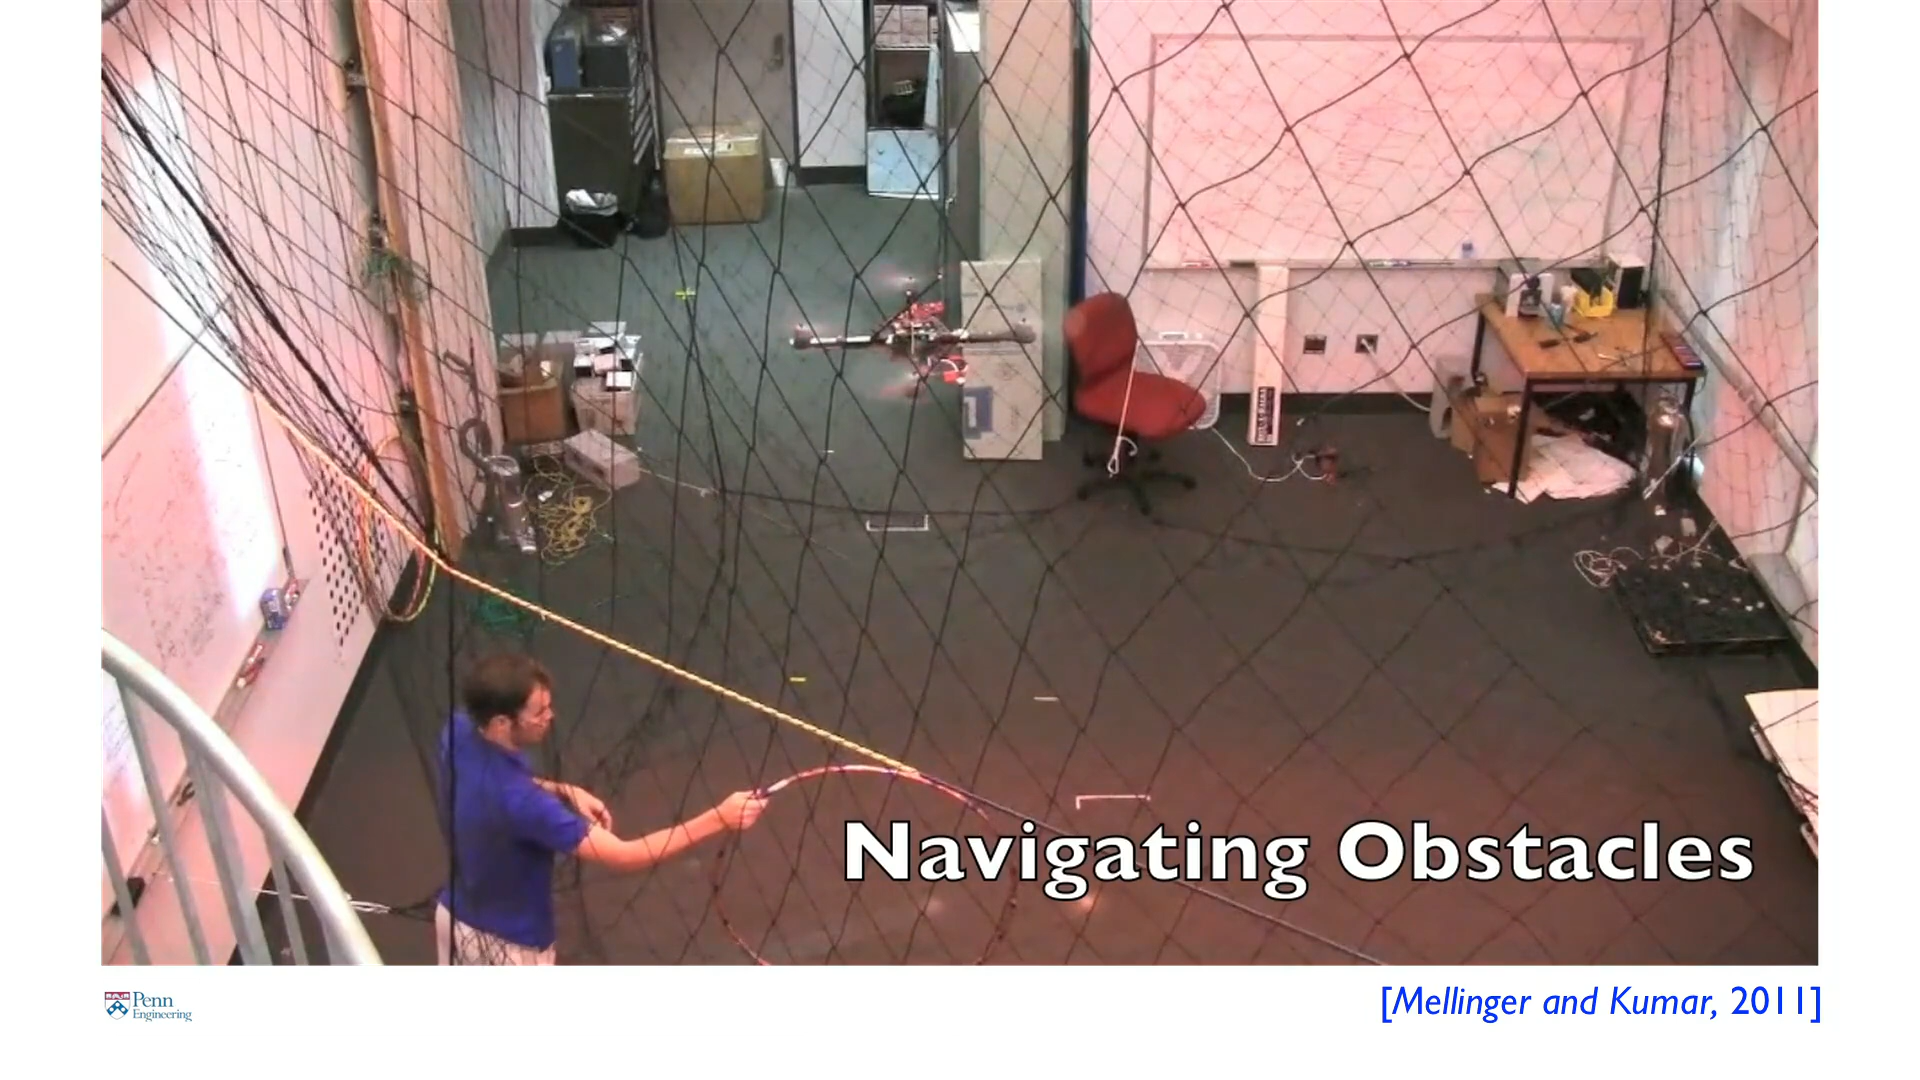 Navigating Obstacles
Penn
Engineering
[Mellinger and Kumar, 2011]